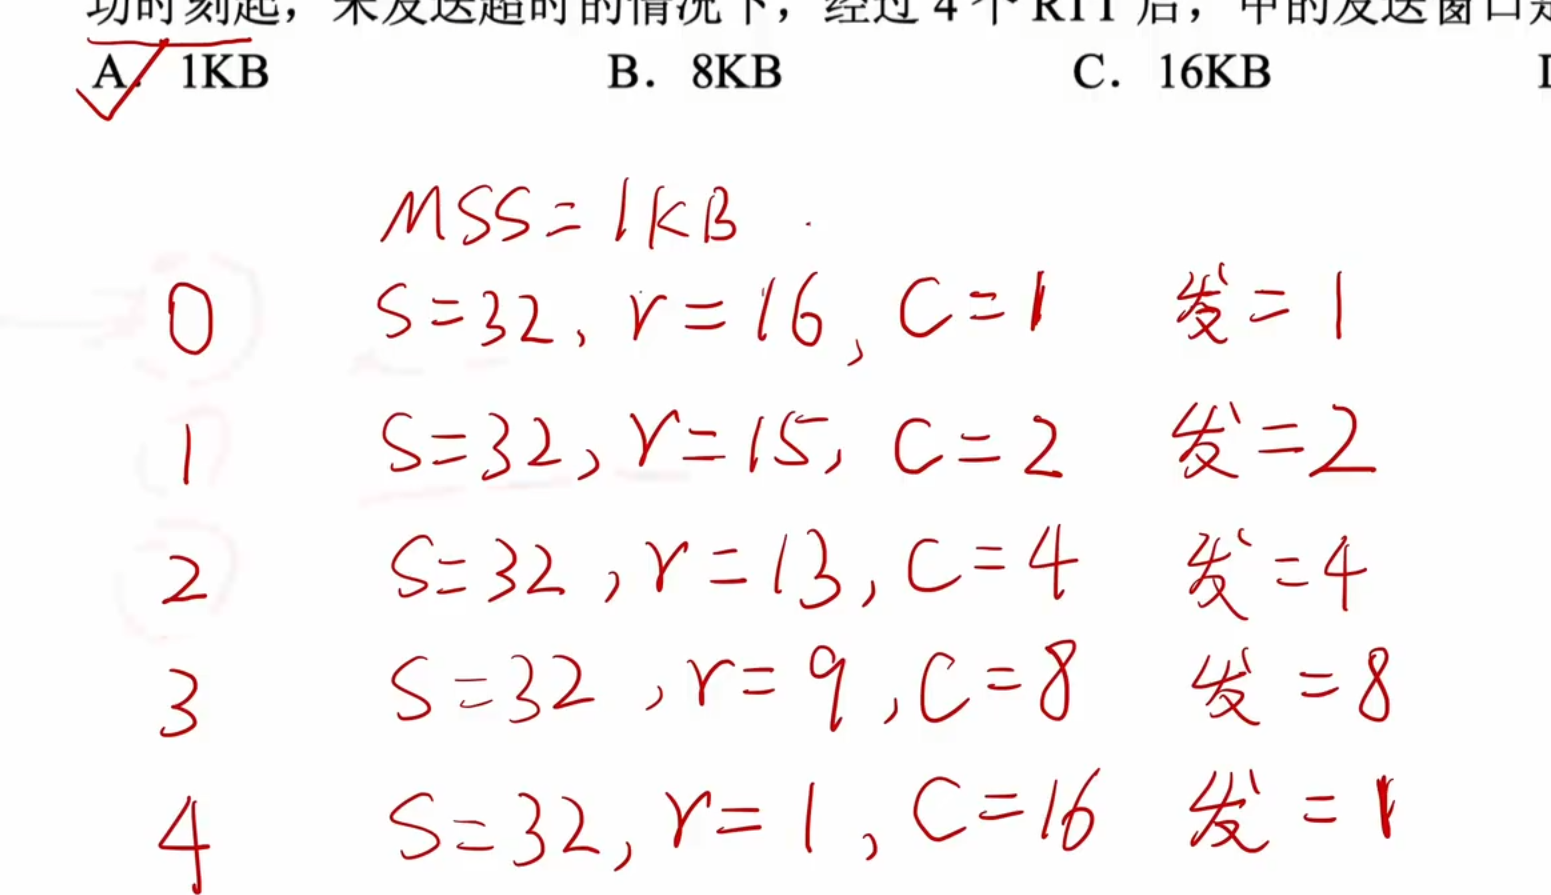 功时刻起，未发送超时的情况下，经过 4 个 RTT 后，甲的发送窗口是
A． 1KB B． 8KB C． 16KB
MSS=1KB
0 S=32, r=16, C=1 发=1
1 S=32, r=15, C=2 发=2
2 S=32, r=13, C=4 发=4
3 S=32, r=9, C=8 发=8
4 S=32, r=1, C=16 发=1